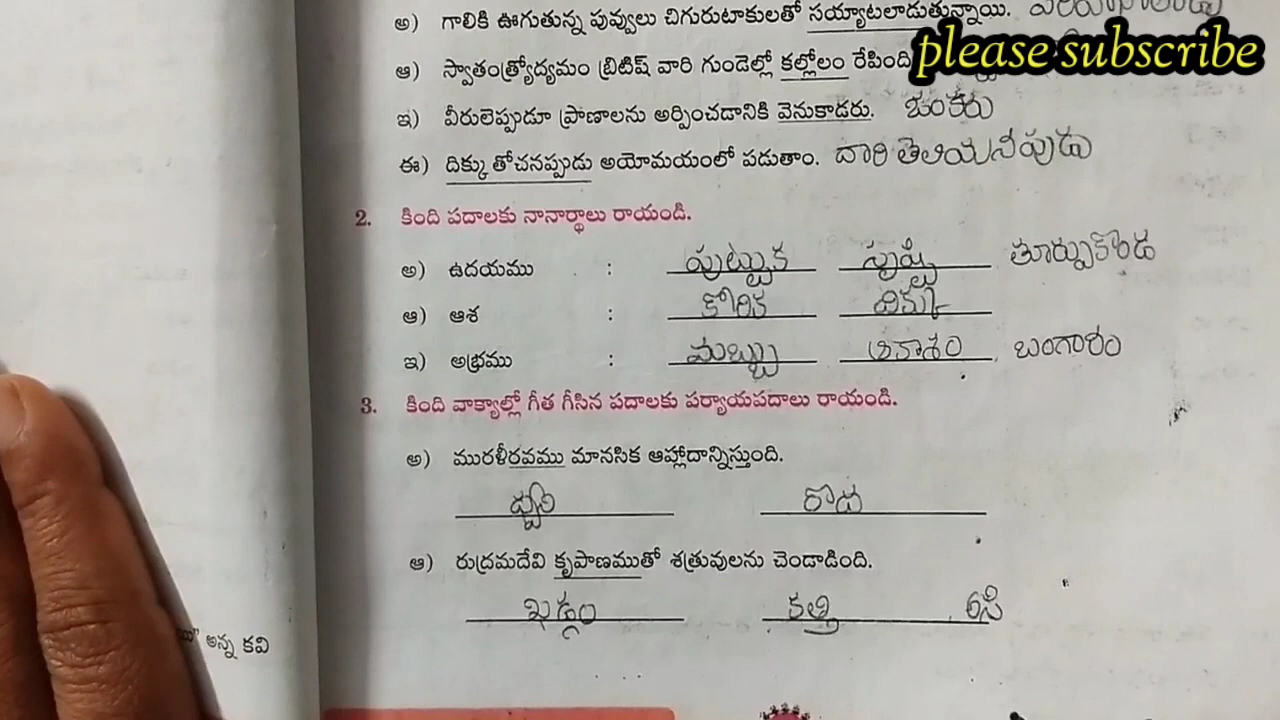 అ) గాలికి ఊగుతున్న పువ్వులు చిగురుటాకులతో సయ్యాటలాడుతున్నాయి.
please subscribe
ఆ) స్వాతంత్ర్యోద్యమం బ్రిటిష్ వారి గుండెల్లో కల్లోలం రేపింది
ఇ) వీరులెప్పుడూ ప్రాణాలను అర్పించడానికి వెనుకాడరు. జంకరు
ఈ) దిక్కు తోచనప్పుడు అయోమయంలో పడుతాం. దారి తెలియనిపుడు
2. కింది పదాలకు నానార్థాలు రాయండి.
అ) ఉదయము : పుట్టుక సృష్టి తూర్పుకొండ
ఆ) ఆశ : కోరిక దిక్కు
ఇ) అభ్రము : మబ్బు ఆకాశం బంగారం
3. కింది వాక్యాల్లో గీత గీసిన పదాలకు పర్యాయపదాలు రాయండి.
అ) మురళీరవము మానసిక ఆహ్లాదాన్నిస్తుంది.
ధ్వని రొద
ఆ) రుద్రమదేవి కృపాణముతో శత్రువులను చెండాడింది.
ఖడ్గం కత్తి అసి
అన్న కవి